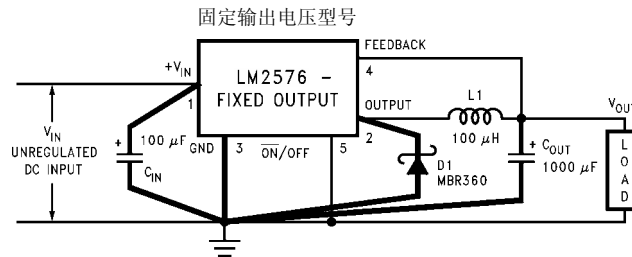 固定输出电压型号
FEEDBACK
+VIN
4
LM2576 –
FIXED OUTPUT
L1
OUTPUT
VOUT
1
2
100 μH
VIN
UNREGULATED
DC INPUT
+
100 μF
CIN
GND
3
ON/OFF
5
D1
MBR360
+
COUT
1000 μF
LOAD